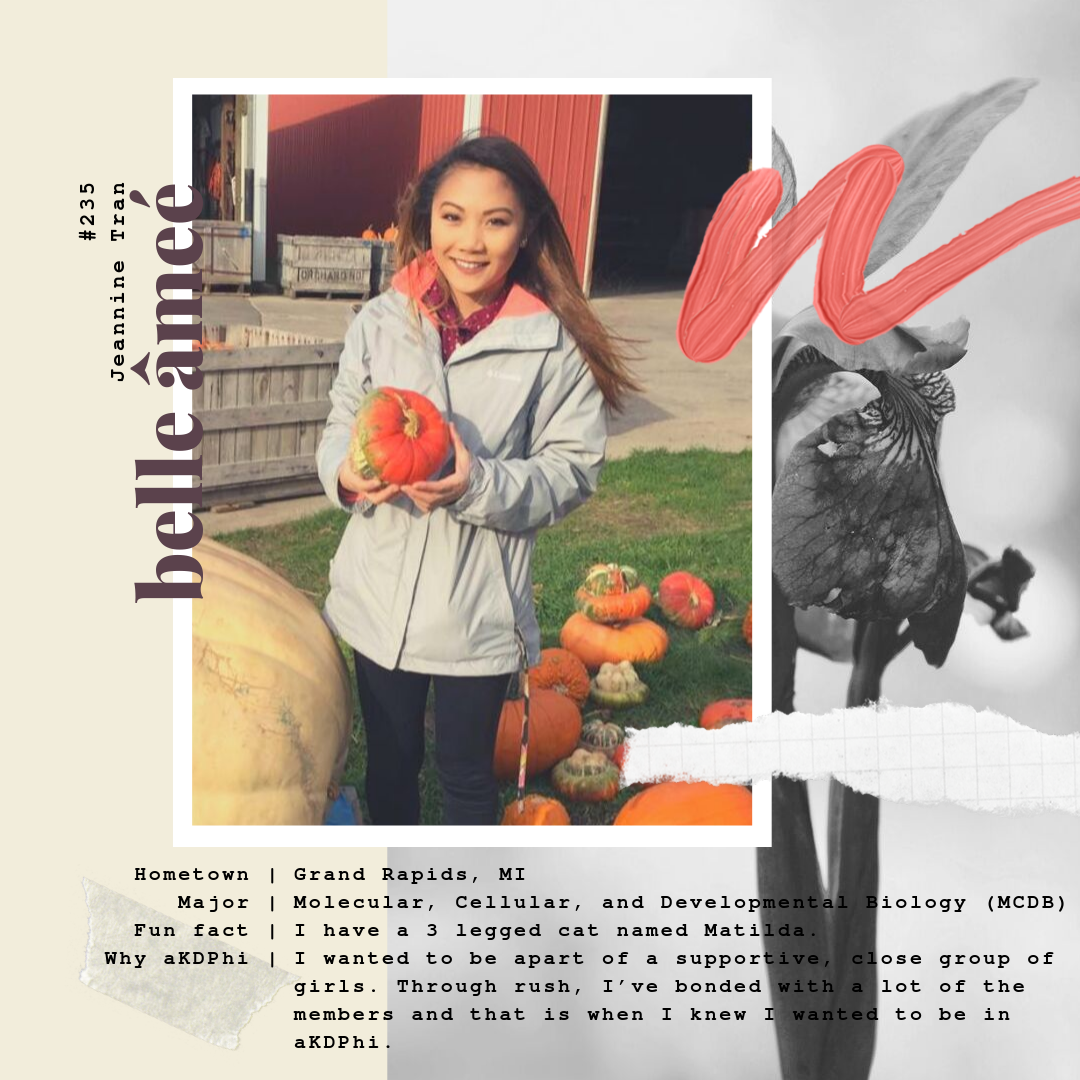 #235
Jeannine Tran
belle âmeé
ORCHARD NO
Hometown | Grand Rapids, MI
Major | Molecular, Cellular, and Developmental Biology (MCDB)
Fun fact | I have a 3 legged cat named Matilda.
Why aKDPhi | I wanted to be apart of a supportive, close group of
girls. Through rush, I’ve bonded with a lot of the
members and that is when I knew I wanted to be in
aKDPhi.